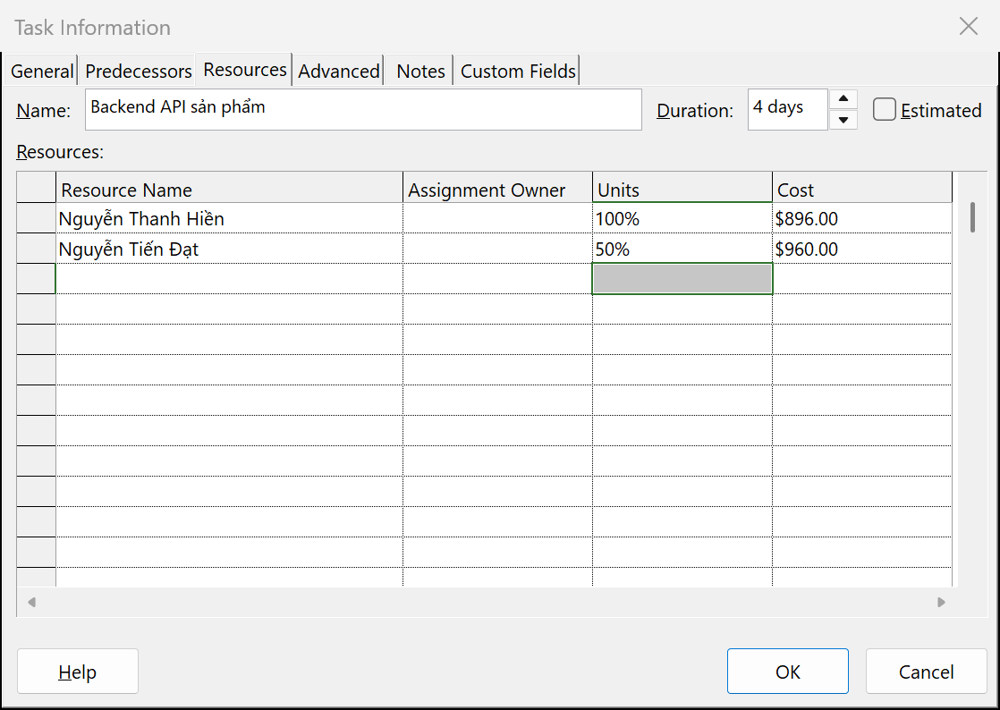 Task Information
General Predecessors Resources Advanced Notes Custom Fields
Name: Backend API sản phẩm Duration: 4 days Estimated
Resources:
Resource Name Assignment Owner Units Cost
Nguyễn Thanh Hiền 100% $896.00
Nguyễn Tiến Đạt 50% $960.00
Help OK Cancel